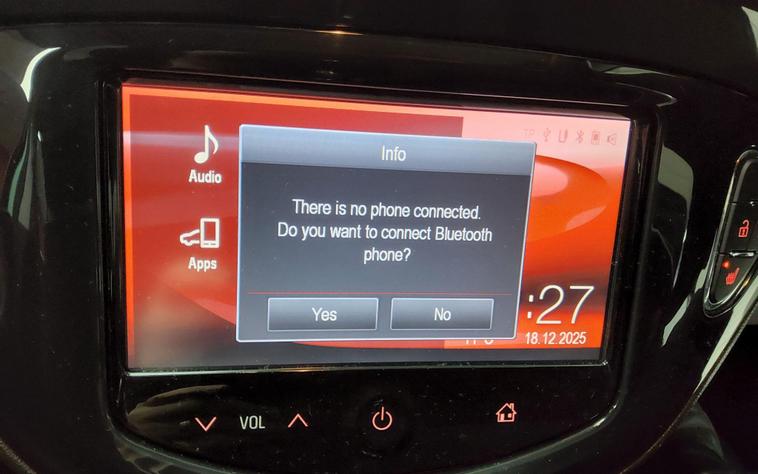 TP
Info
Audio
There is no phone connected.
Do you want to connect Bluetooth
phone?
Apps
Yes
No
:27
18.12.2025
VOL